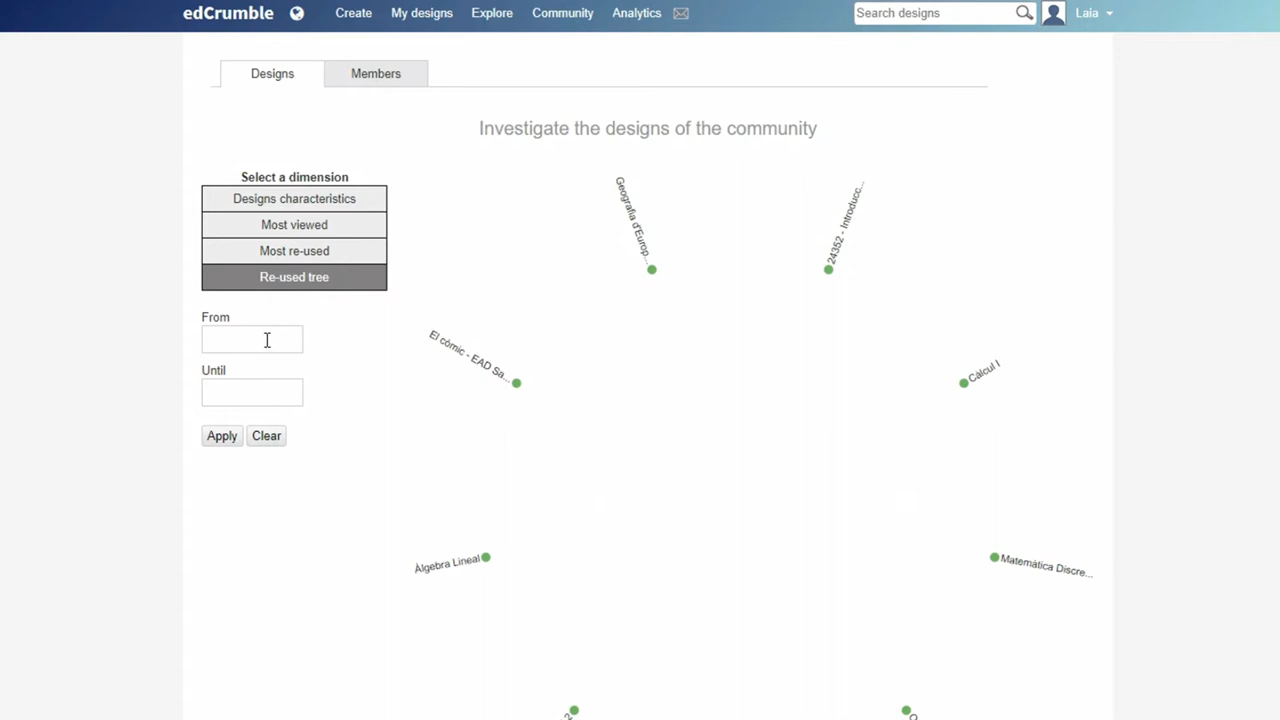 edCrumble
Create
My designs
Explore
Community
Analytics
Search designs
Laia
Designs
Members
Investigate the designs of the community
Select a dimension
Designs characteristics
Most viewed
Most re-used
Re-used tree
From
Until
Apply
Clear
Geografia d'Europ...
24352 - Introducc...
El cómic - EAD Sa...
Càlcul I
Àlgebra Lineal
Matemàtica Discre...